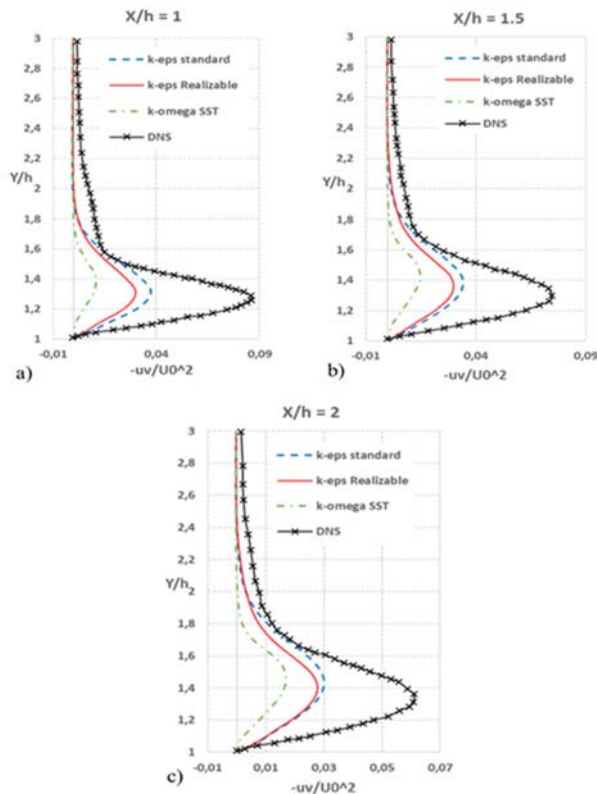 X/h = 1
3
2,8
2,6
2,4
2,2
Y/h
2
1,8
1,6
1,4
1,2
1
k-eps standard
k-eps Realizable
k-omega SST
DNS
-0,01
0,04
0,09
-uv/U0^2
a)
X/h = 1.5
3
2,8
2,6
2,4
2,2
Y/h
2
1,8
1,6
1,4
1,2
1
k-eps standard
k-eps Realizable
k-omega SST
DNS
-0,01
0,04
0,09
-uv/U0^2
b)
X/h = 2
3
2,8
2,6
2,4
2,2
Y/h
2
1,8
1,6
1,4
1,2
1
k-eps standard
k-eps Realizable
k-omega SST
DNS
-0,01
0,01
0,03
0,05
0,07
-uv/U0^2
c)